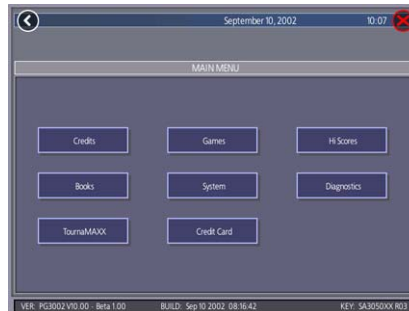 September 10, 2002 10:07
MAIN MENU
Credits Games Hi Scores
Books System Diagnostics
TournaMAXX Credit Card
VER: PG3002 V10.00 - Beta 1.00 BUILD: Sep 10 2002 08:16:42 KEY: SA3050XX R03